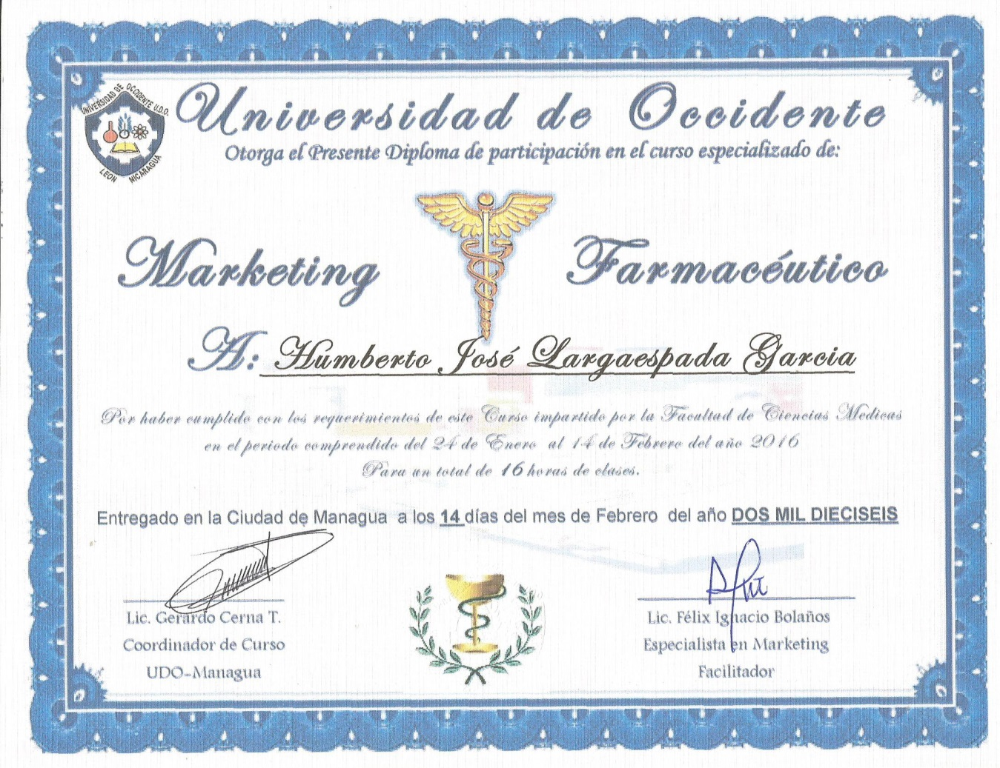 UNIVERSIDAD DE OCCIDENTE U.D.O.
LEON NICARAGUA
Universidad de Occidente
Otorga el Presente Diploma de participación en el curso especializado de:
Marketing Farmacéutico
A: Humberto José Largaespada Garcia
Por haber cumplido con los requerimientos de este Curso impartido por la Facultad de Ciencias Medicas
en el periodo comprendido del 24 de Enero al 14 de Febrero del año 2016
Para un total de 16 horas de clases.
Entregado en la Ciudad de Managua a los 14 días del mes de Febrero del año DOS MIL DIECISEIS
Lic. Gerardo Cerna T.
Coordinador de Curso
UDO-Managua
Lic. Félix Ignacio Bolaños
Especialista en Marketing
Facilitador